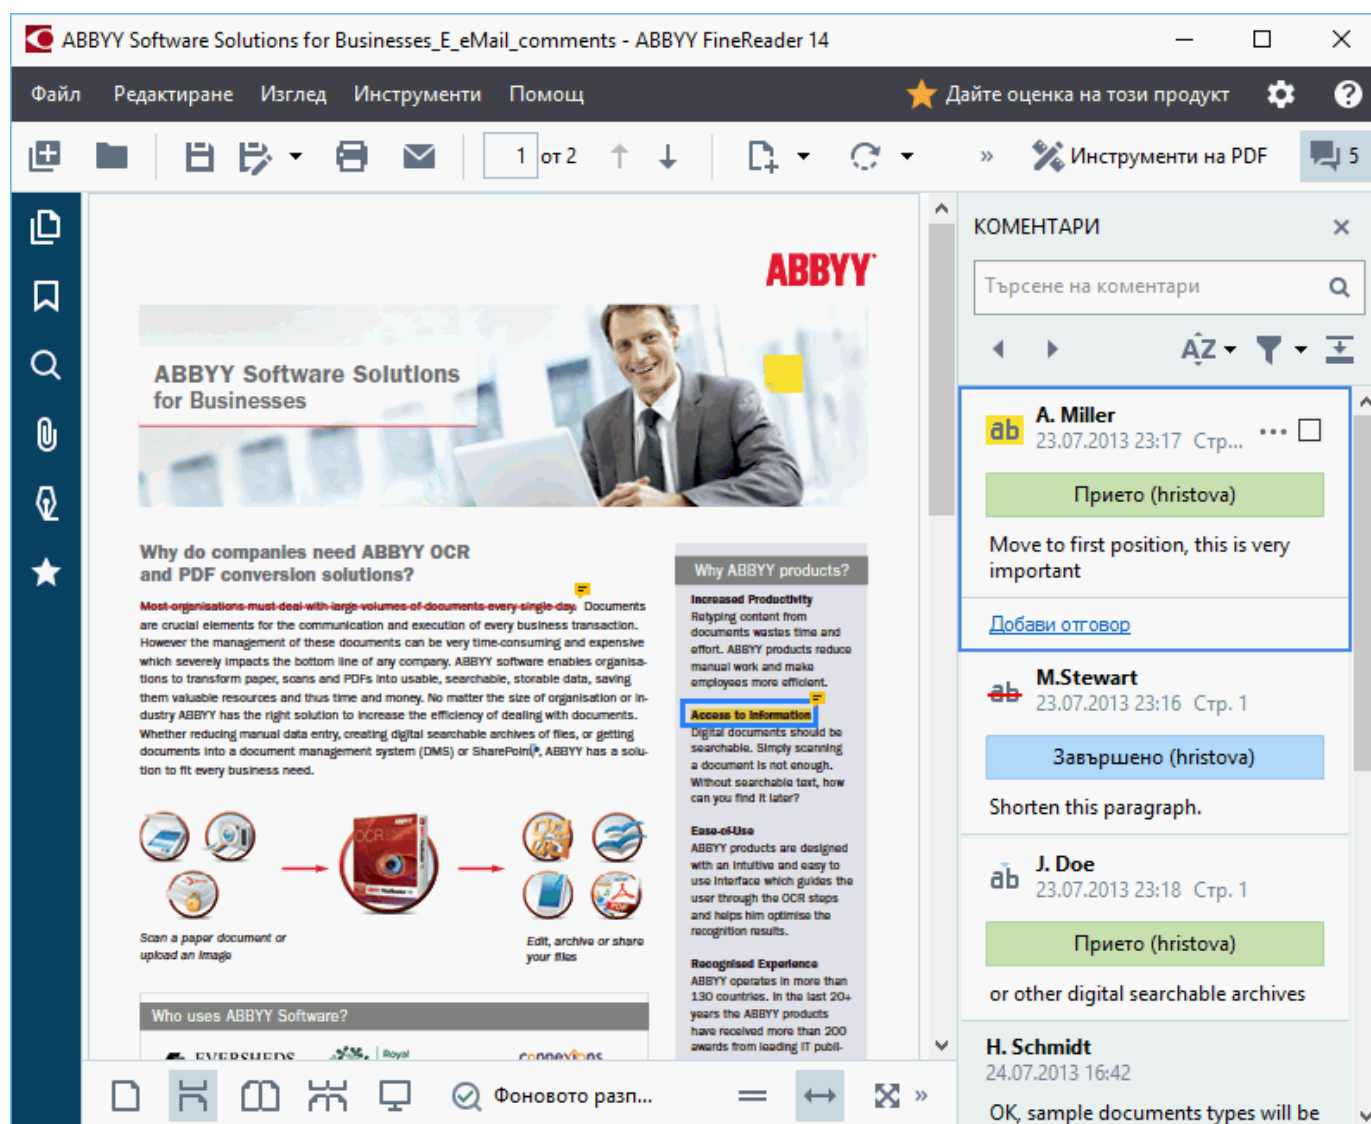 ABBYY Software Solutions for Businesses_E_eMail_comments - ABBYY FineReader 14
Файл Редактиране Изглед Инструменти Помощ Дайте оценка на този продукт
1 от 2 Инструменти на PDF 5
ABBYY
ABBYY Software Solutions
for Businesses
Why do companies need ABBYY OCR
and PDF conversion solutions?
Most organisations must deal with large volumes of documents every single day. Documents
are crucial elements for the communication and execution of every business transaction.
However the management of these documents can be very time-consuming and expensive
which severely impacts the bottom line of any company. ABBYY software enables organisa-
tions to transform paper, scans and PDFs into usable, searchable, storable data, saving
them valuable resources and thus time and money. No matter the size of organisation or in-
dustry ABBYY has the right solution to increase the efficiency of dealing with documents.
Whether reducing manual data entry, creating digital searchable archives of files, or getting
documents into a document management system (DMS) or SharePoint®, ABBYY has a solu-
tion to fit every business need.
Scan a paper document or
upload an image
OCR
Edit, archive or share
your files
Who uses ABBYY Software?
EVERSHEDS
Royal
connexions
Why ABBYY products?
Increased Productivity
Retyping content from
documents wastes time and
effort. ABBYY products reduce
manual work and make
employees more efficient.
Access to Information
Digital documents should be
searchable. Simply scanning
a document is not enough.
Without searchable text, how
can you find it later?
Ease-of-Use
ABBYY products are designed
with an intuitive and easy to
use interface which guides the
user through the OCR steps
and helps him optimise the
recognition results.
Recognised Experience
ABBYY operates in more than
130 countries. In the last 20+
years the ABBYY products
have received more than 200
awards from leading IT publi-
Фоновото разп...
КОМЕНТАРИ
Търсене на коментари
AZ
ab A. Miller
23.07.2013 23:17 Стр...
Прието (hristova)
Move to first position, this is very
important
Добави отговор
ab M.Stewart
23.07.2013 23:16 Стр. 1
Завършено (hristova)
Shorten this paragraph.
ab J. Doe
23.07.2013 23:18 Стр. 1
Прието (hristova)
or other digital searchable archives
H. Schmidt
24.07.2013 16:42
OK, sample documents types will be